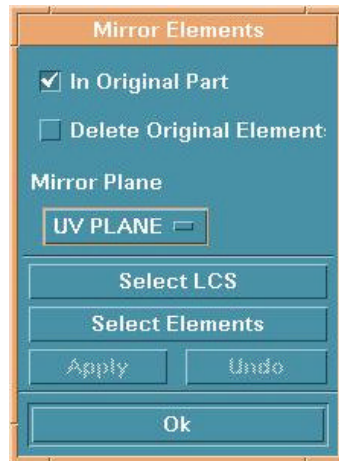 Mirror Elements
In Original Part
Delete Original Element
Mirror Plane
UV PLANE
Select LCS
Select Elements
Apply Undo
Ok